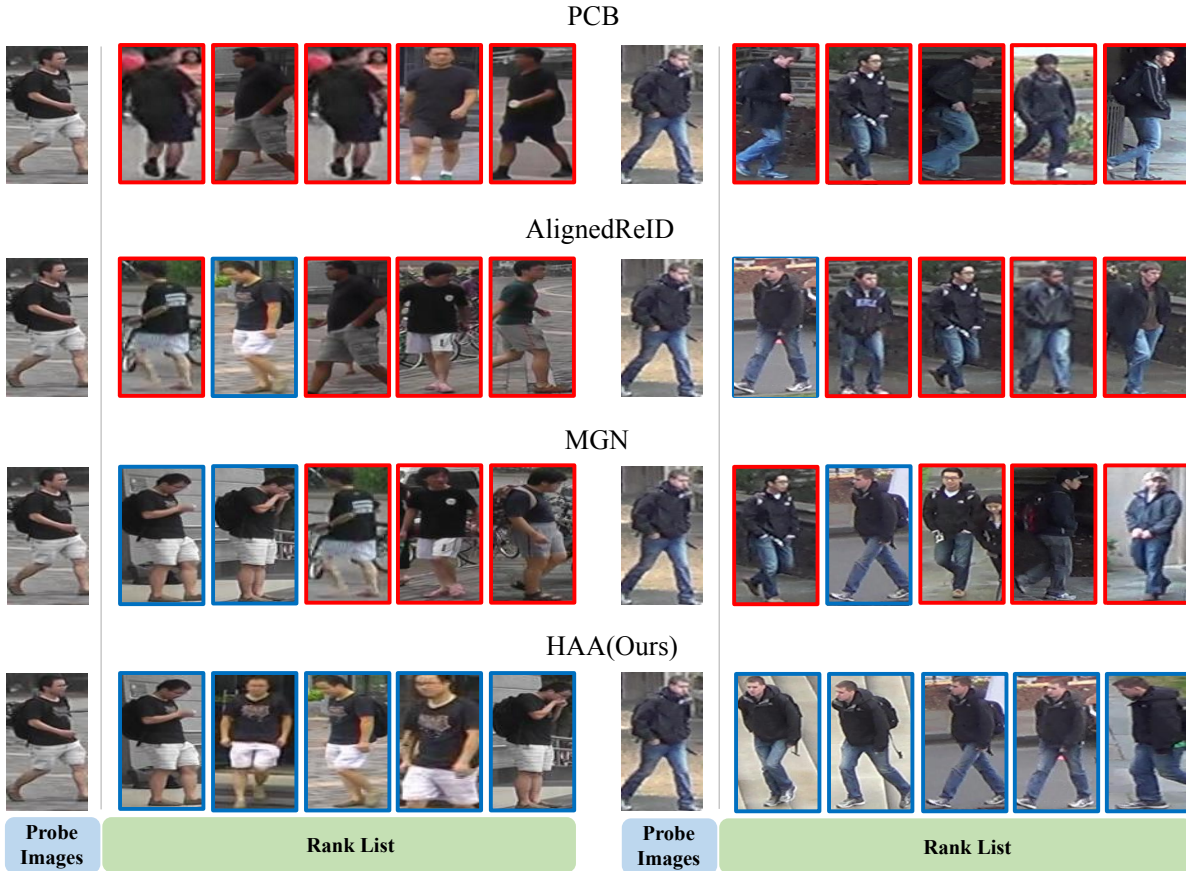 PCB
AlignedReID
MGN
HAA(Ours)
Probe
Images
Rank List
Probe
Images
Rank List